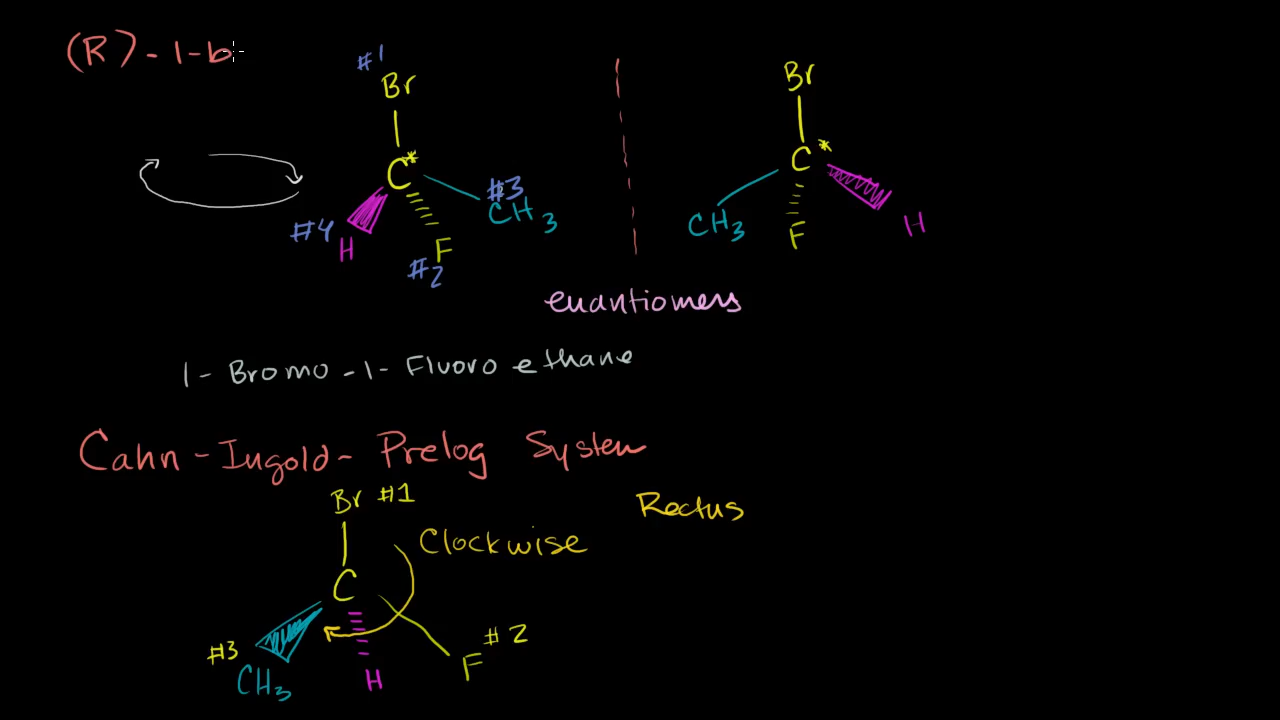 (R) - 1-b
#1
Br
C*
#3
CH3
#4
H
F
#2
Br
C*
CH3
F
H
enantiomers
1 - Bromo - 1 - Fluoro ethane
Cahn - Ingold - Prelog System
Br #1
Rectus
Clockwise
C
#3
CH3
H
F
#2